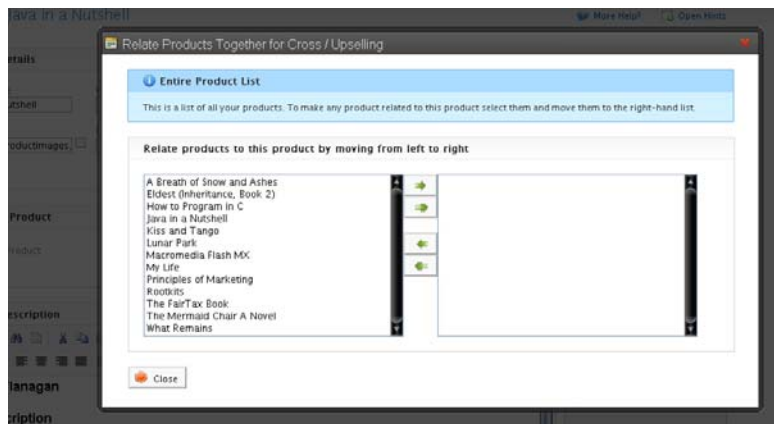 Java in a Nutshell
More Help?
Open Hints
Relate Products Together for Cross / Upselling
etails
Entire Product List
utshell
This is a list of all your products. To make any product related to this product select them and move them to the right-hand list.
roductimages,
Relate products to this product by moving from left to right
A Breath of Snow and Ashes
Eldest (Inheritance, Book 2)
How to Program in C
Java in a Nutshell
Kiss and Tango
Lunar Park
Macromedia Flash MX
My Life
Principles of Marketing
Rootkits
The FairTax Book
The Mermaid Chair A Novel
What Remains
Product
Product
escription
Close
lanagan
cription